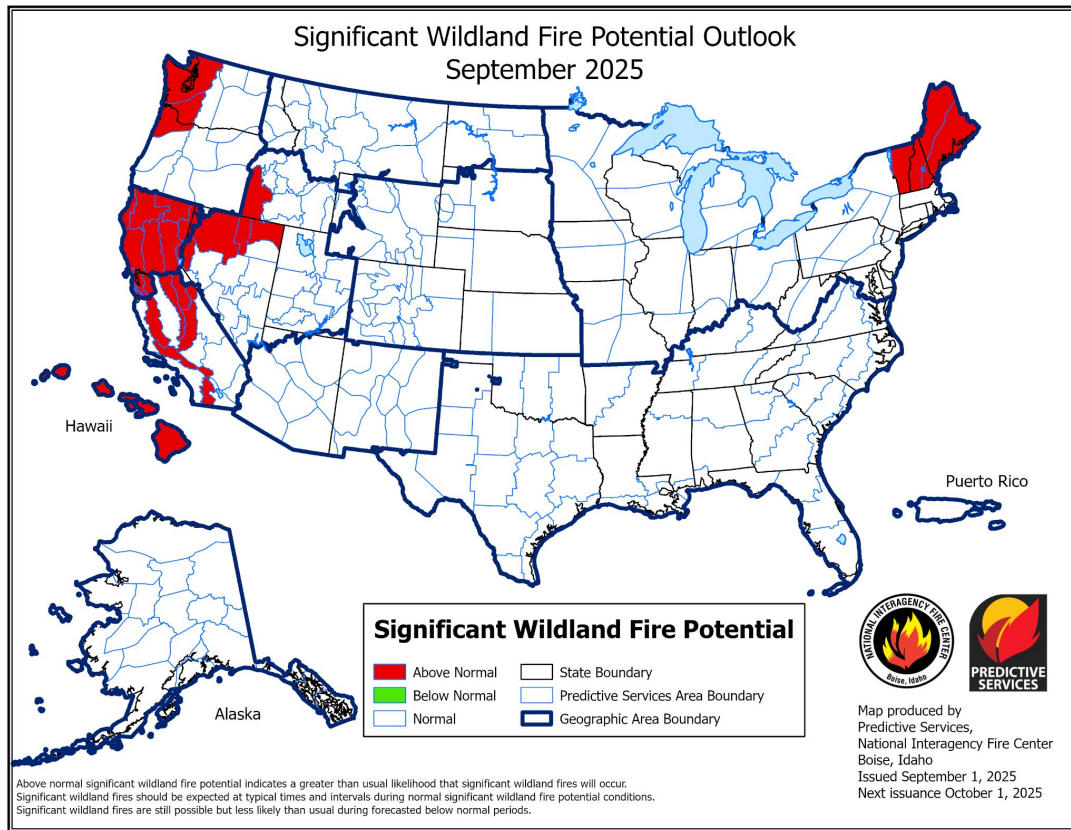 Significant Wildland Fire Potential Outlook
September 2025
Hawaii
Puerto Rico
Alaska
Significant Wildland Fire Potential
Above Normal
Below Normal
Normal
State Boundary
Predictive Services Area Boundary
Geographic Area Boundary
NATIONAL INTERAGENCY FIRE CENTER
Boise, Idaho
PREDICTIVE
SERVICES
Map produced by
Predictive Services,
National Interagency Fire Center
Boise, Idaho
Issued September 1, 2025
Next issuance October 1, 2025
Above normal significant wildland fire potential indicates a greater than usual likelihood that significant wildland fires will occur.
Significant wildland fires should be expected at typical times and intervals during normal significant wildland fire potential conditions.
Significant wildland fires are still possible but less likely than usual during forecasted below normal periods.